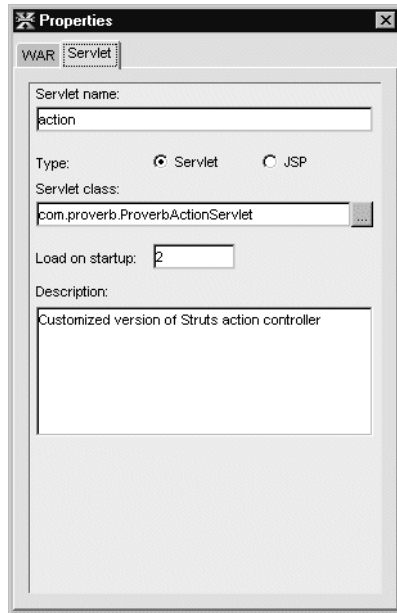 Properties
WAR Servlet
Servlet name:
action
Type: Servlet JSP
Servlet class:
com.proverb.ProverbActionServlet ...
Load on startup: 2
Description:
Customized version of Struts action controller